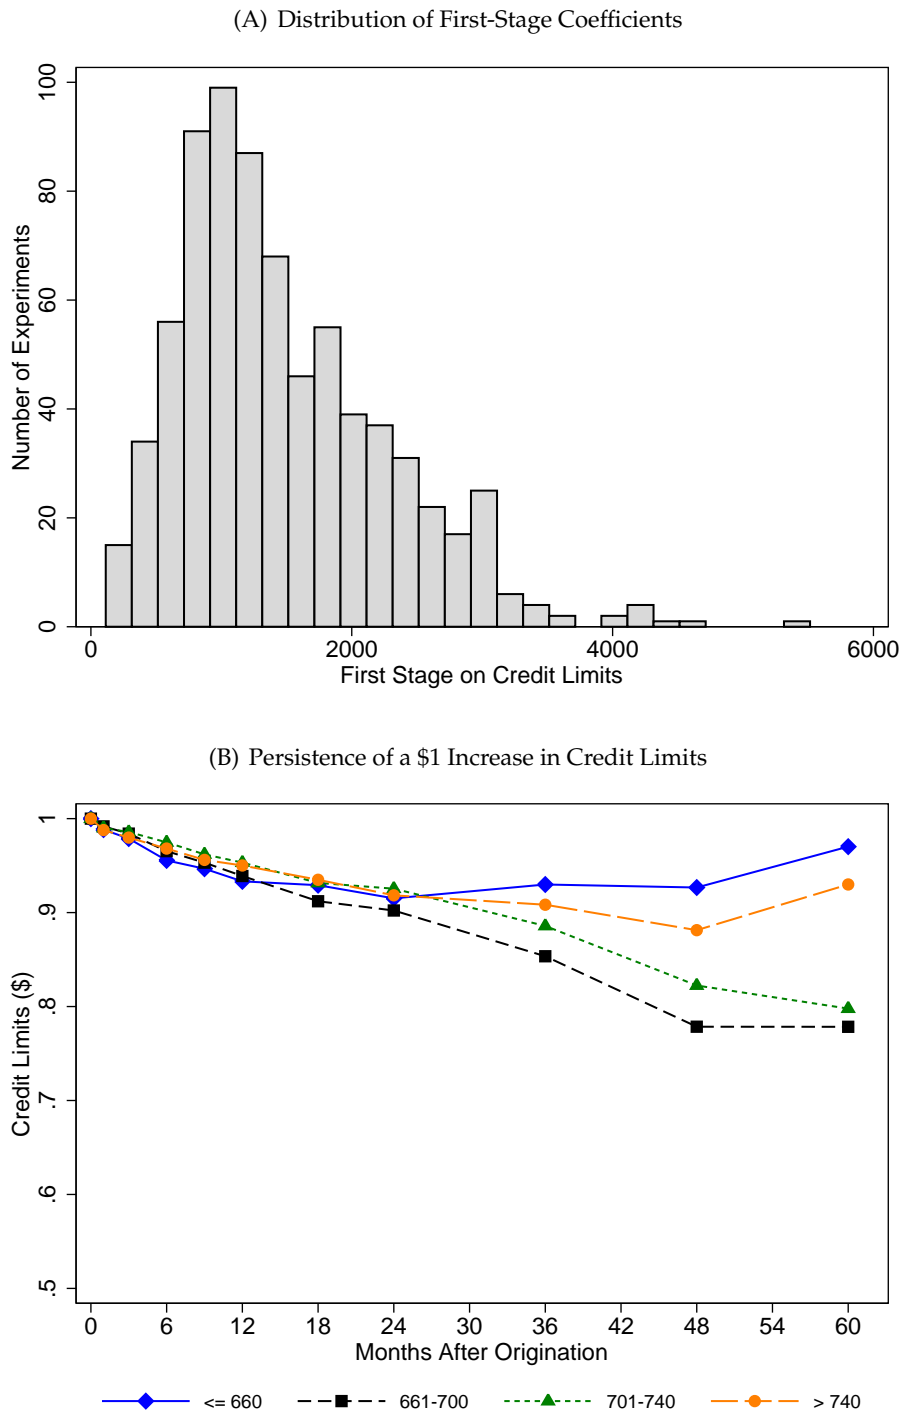 (A) Distribution of First-Stage Coefficients
100
80
60
40
20
0
Number of Experiments
0 2000 4000 6000
First Stage on Credit Limits
(B) Persistence of a $1 Increase in Credit Limits
1
.9
.8
.7
.6
.5
Credit Limits ($)
0 6 12 18 24 30 36 42 48 54 60
Months After Origination
<= 660 661-700 701-740 > 740